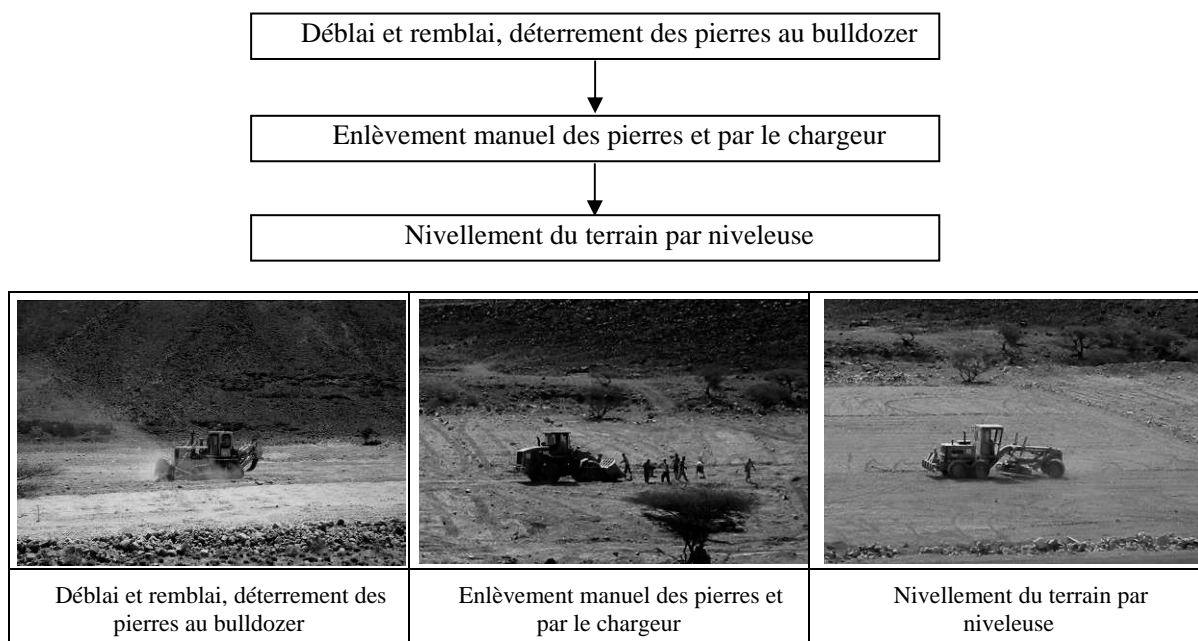 Déblai et remblai, déterrement des pierres au bulldozer
Enlèvement manuel des pierres et par le chargeur
Nivellement du terrain par niveleuse
Déblai et remblai, déterrement des
pierres au bulldozer
Enlèvement manuel des pierres et
par le chargeur
Nivellement du terrain par
niveleuse